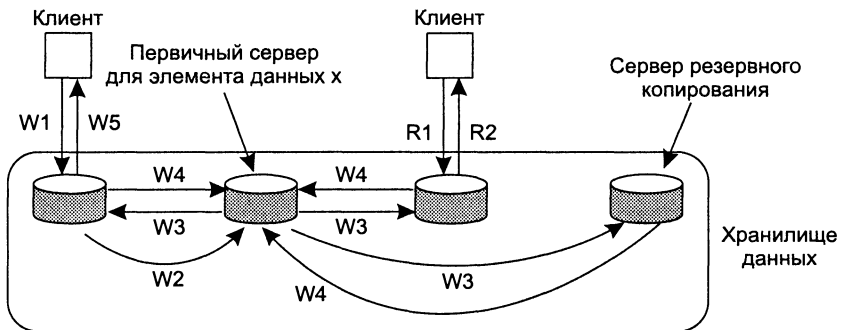 Клиент
Клиент
Первичный сервер
для элемента данных x
Сервер резервного
копирования
W1
W5
R1
R2
W4
W4
W3
W3
W2
W3
W4
Хранилище
данных